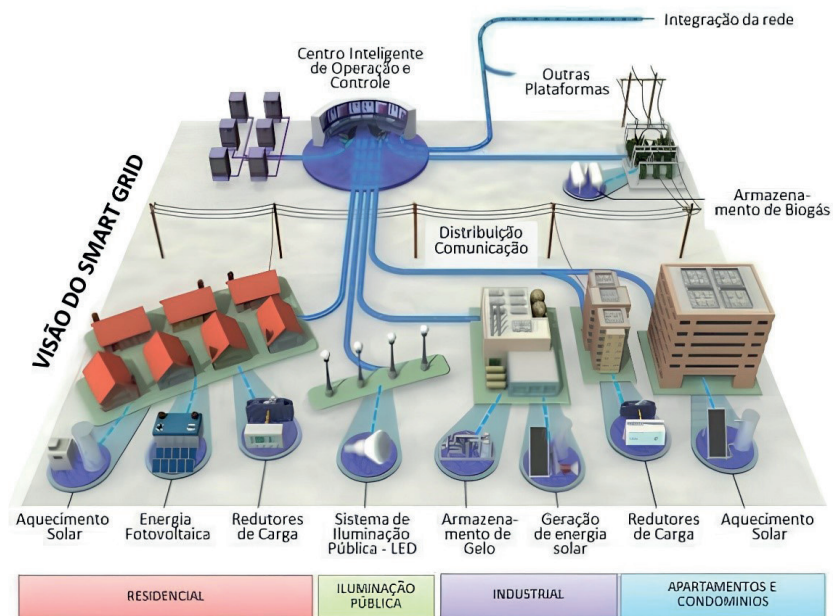 Integração da rede
Centro Inteligente
de Operação e
Controle
Outras
Plataformas
Armazena-
mento de Biogás
VISÃO DO SMART GRID
Distribuição
Comunicação
Aquecimento
Solar
Energia
Fotovoltaica
Redutores
de Carga
Sistema de
Iluminação
Pública - LED
Armazena-
mento de
Gelo
Geração
de energia
solar
Redutores
de Carga
Aquecimento
Solar
RESIDENCIAL
ILUMINAÇÃO
PÚBLICA
INDUSTRIAL
APARTAMENTOS E
CONDOMINIOS